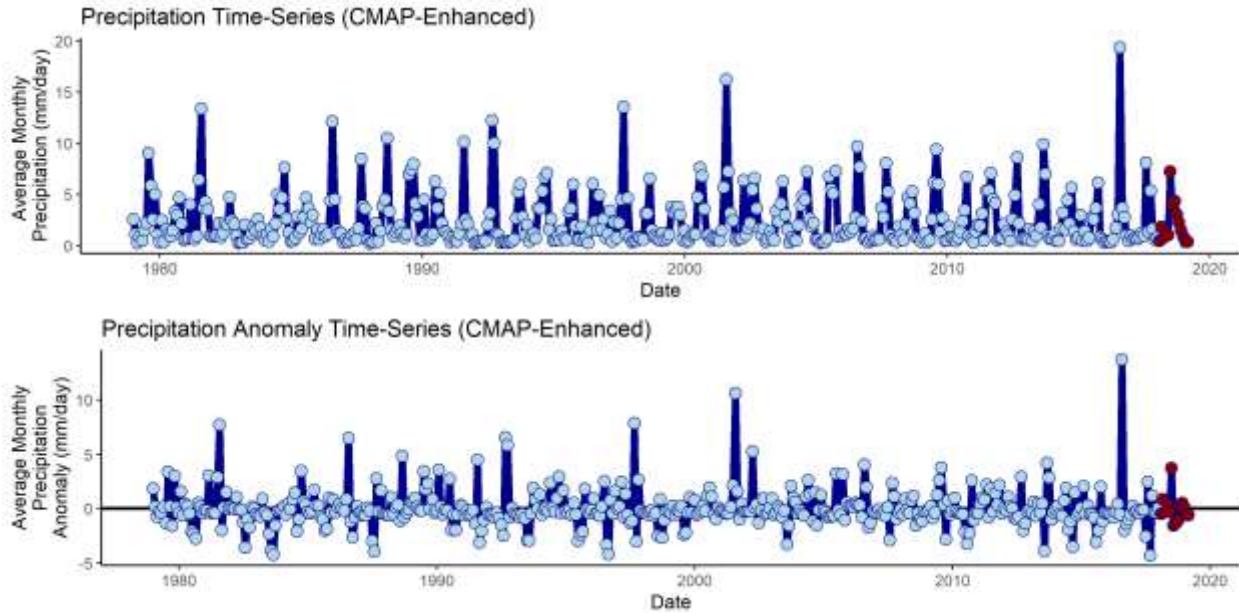 Precipitation Time-Series (CMAP-Enhanced)
Average Monthly
Precipitation (mm/day)
20
15
10
5
0
1980
1990
2000
2010
2020
Date
Precipitation Anomaly Time-Series (CMAP-Enhanced)
Average Monthly
Precipitation
Anomaly (mm/day)
10
5
0
-5
1980
1990
2000
2010
2020
Date